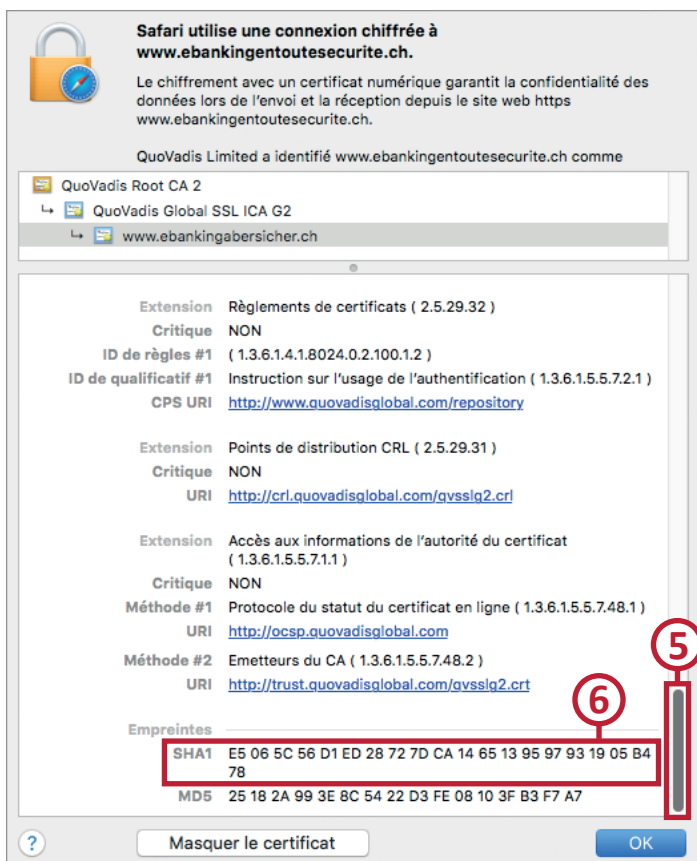 Safari utilise une connexion chiffrée à
www.ebankingentoutesecurite.ch.
Le chiffrement avec un certificat numérique garantit la confidentialité des
données lors de l'envoi et la réception depuis le site web https
www.ebankingentoutesecurite.ch.
QuoVadis Limited a identifié www.ebankingentoutesecurite.ch comme
QuoVadis Root CA 2
QuoVadis Global SSL ICA G2
www.ebankingabersicher.ch
Extension Règlements de certificats ( 2.5.29.32 )
Critique NON
ID de règles #1 ( 1.3.6.1.4.1.8024.0.2.100.1.2 )
ID de qualificatif #1 Instruction sur l'usage de l'authentification ( 1.3.6.1.5.5.7.2.1 )
CPS URI http://www.quovadisglobal.com/repository
Extension Points de distribution CRL ( 2.5.29.31 )
Critique NON
URI http://crl.quovadisglobal.com/qvsslg2.crl
Extension Accès aux informations de l'autorité du certificat
( 1.3.6.1.5.5.7.1.1 )
Critique NON
Méthode #1 Protocole du statut du certificat en ligne ( 1.3.6.1.5.5.7.48.1 )
URI http://ocsp.quovadisglobal.com
Méthode #2 Emetteurs du CA ( 1.3.6.1.5.5.7.48.2 )
URI http://trust.quovadisglobal.com/qvsslg2.crt
5
6
Empreintes
SHA1 E5 06 5C 56 D1 ED 28 72 7D CA 14 65 13 95 97 93 19 05 B4
78
MD5 25 18 2A 99 3E 8C 54 22 D3 FE 08 10 3F B3 F7 A7
? Masquer le certificat OK